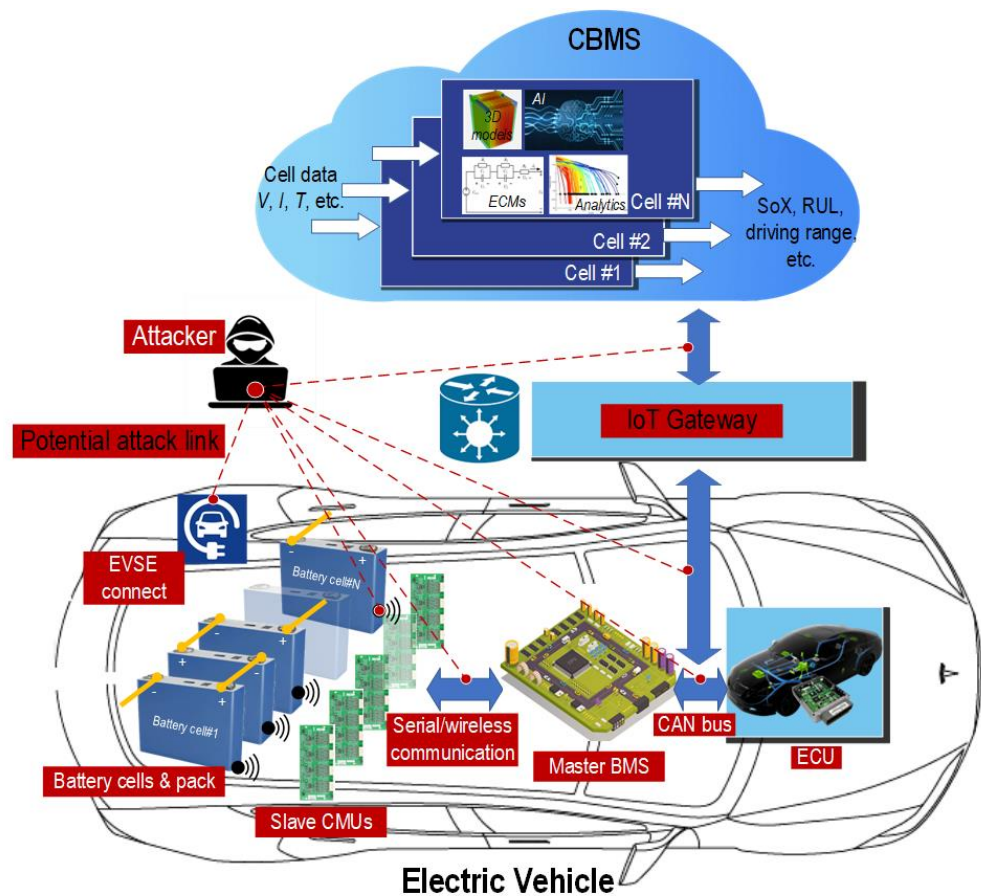 CBMS
3D
models
AI
ECMs
Analytics
Cell data
V, I, T, etc.
Cell #N
Cell #2
Cell #1
SoX, RUL,
driving range,
etc.
Attacker
Potential attack link
IoT Gateway
EVSE
connect
Battery cell#N
- +
- +
- +
Battery cell#1
- +
Battery cells & pack
Slave CMUs
Serial/wireless
communication
Master BMS
CAN bus
ECU
Electric Vehicle